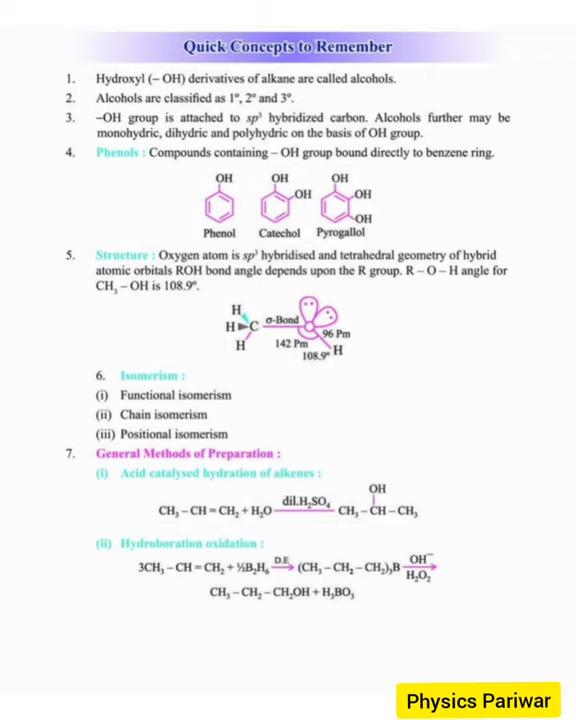 Quick Concepts to Remember
1. Hydroxyl (– OH) derivatives of alkane are called alcohols.
2. Alcohols are classified as 1º, 2º and 3º.
3. –OH group is attached to sp³ hybridized carbon. Alcohols further may be
monohydric, dihydric and polyhydric on the basis of OH group.
4. Phenols : Compounds containing – OH group bound directly to benzene ring.
OH OH OH
OH OH
OH
Phenol Catechol Pyrogallol
5. Structure : Oxygen atom is sp³ hybridised and tetrahedral geometry of hybrid
atomic orbitals ROH bond angle depends upon the R group. R – O – H angle for
CH₃ – OH is 108.9º.
H
H C σ-Bond O 96 Pm
H 142 Pm H
108.9º
6. Isomerism :
(i) Functional isomerism
(ii) Chain isomerism
(iii) Positional isomerism
7. General Methods of Preparation :
(i) Acid catalysed hydration of alkenes :
OH
CH₃ – CH = CH₂ + H₂O dil.H₂SO₄ CH₃ – CH – CH₃
(ii) Hydroboration oxidation :
3CH₃ – CH = CH₂ + ½B₂H₆ D.E → (CH₃ – CH₂ – CH₂)₃B OH⁻ → H₂O₂
CH₃ – CH₂ – CH₂OH + H₃BO₃
Physics Pariwar